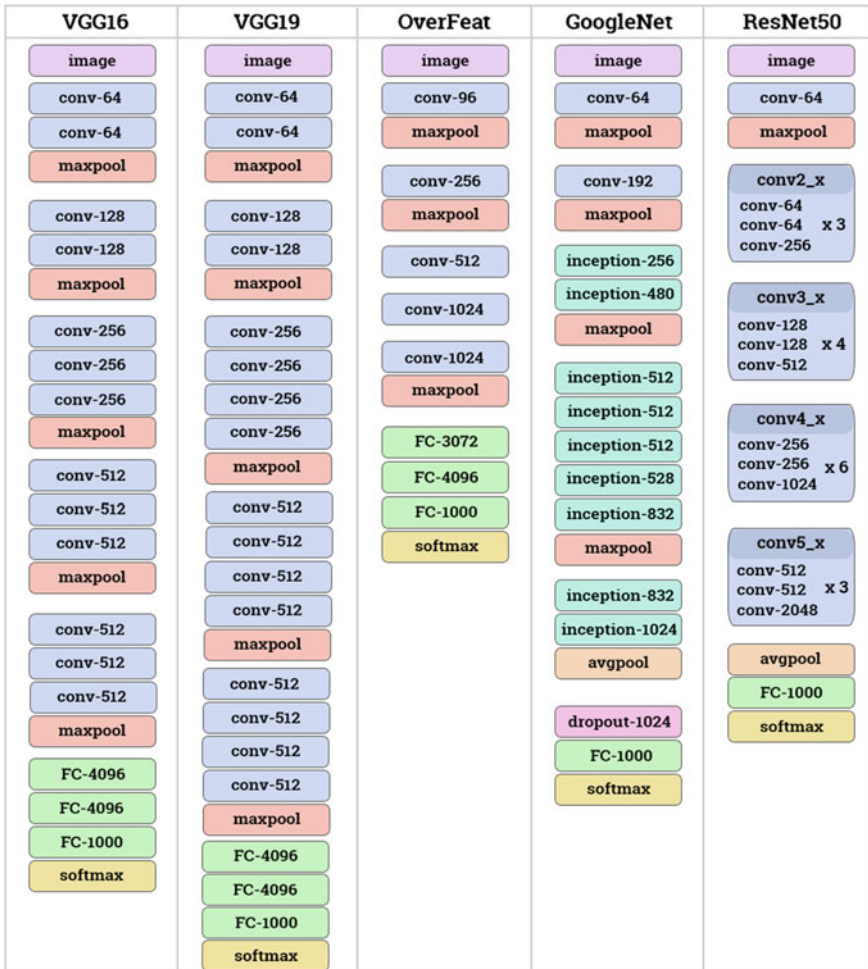 VGG16
image
conv-64
conv-64
maxpool
conv-128
conv-128
maxpool
conv-256
conv-256
conv-256
maxpool
conv-512
conv-512
conv-512
maxpool
conv-512
conv-512
conv-512
maxpool
FC-4096
FC-4096
FC-1000
softmax
VGG19
image
conv-64
conv-64
maxpool
conv-128
conv-128
maxpool
conv-256
conv-256
conv-256
conv-256
maxpool
conv-512
conv-512
conv-512
conv-512
maxpool
conv-512
conv-512
conv-512
conv-512
maxpool
FC-4096
FC-4096
FC-1000
softmax
OverFeat
image
conv-96
maxpool
conv-256
maxpool
conv-512
conv-1024
conv-1024
maxpool
FC-3072
FC-4096
FC-1000
softmax
GoogleNet
image
conv-64
maxpool
conv-192
maxpool
inception-256
inception-480
maxpool
inception-512
inception-512
inception-512
inception-528
inception-832
maxpool
inception-832
inception-1024
avgpool
dropout-1024
FC-1000
softmax
ResNet50
image
conv-64
maxpool
conv2_x
conv-64
conv-64 x 3
conv-256
conv3_x
conv-128
conv-128 x 4
conv-512
conv4_x
conv-256
conv-256 x 6
conv-1024
conv5_x
conv-512
conv-512 x 3
conv-2048
avgpool
FC-1000
softmax